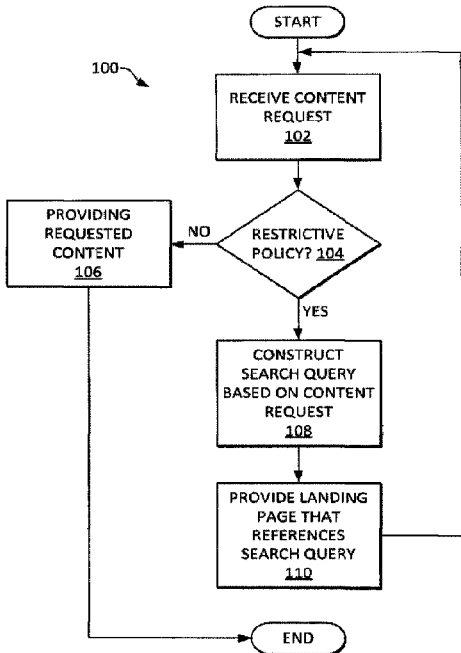 START
100
RECEIVE CONTENT
REQUEST
102
RESTRICTIVE
POLICY? 104
NO
PROVIDING
REQUESTED
CONTENT
106
YES
CONSTRUCT
SEARCH QUERY
BASED ON CONTENT
REQUEST
108
PROVIDE LANDING
PAGE THAT
REFERENCES
SEARCH QUERY
110
END